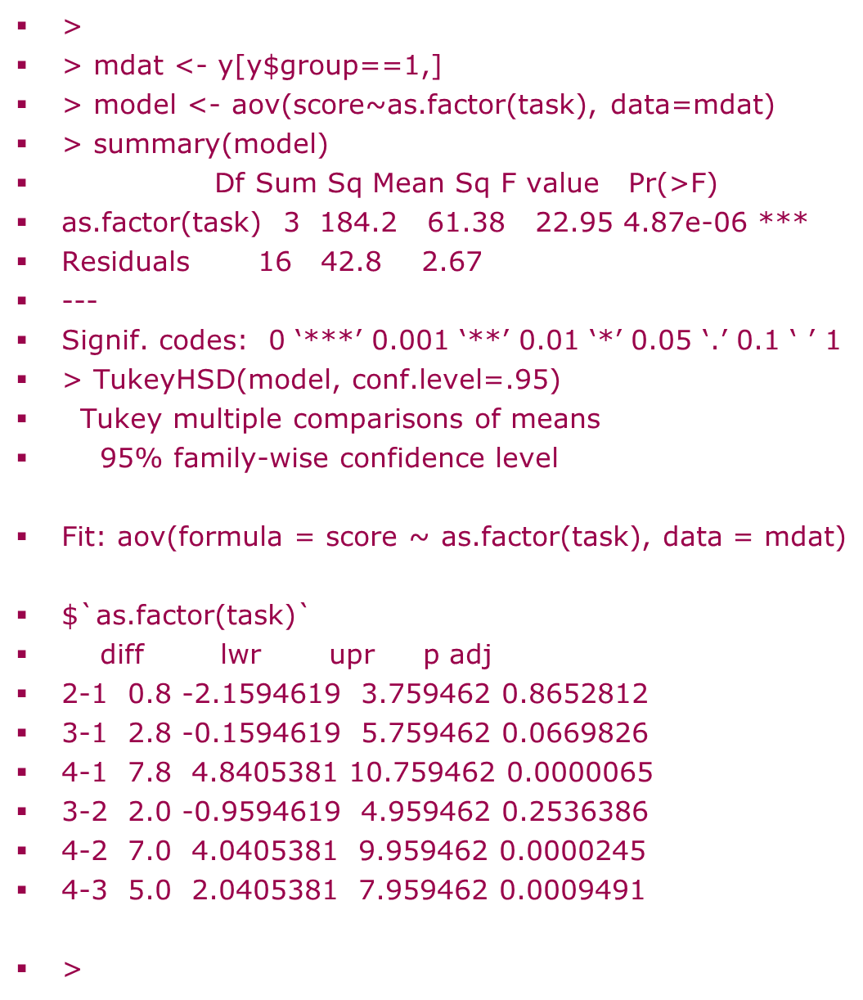 ▪ >
▪ > mdat <- y[y$group==1,]
▪ > model <- aov(score~as.factor(task), data=mdat)
▪ > summary(model)
▪ Df Sum Sq Mean Sq F value Pr(>F)
▪ as.factor(task) 3 184.2 61.38 22.95 4.87e-06 ***
▪ Residuals 16 42.8 2.67
▪ ---
▪ Signif. codes: 0 ‘***’ 0.001 ‘**’ 0.01 ‘*’ 0.05 ‘.’ 0.1 ‘ ’ 1
▪ > TukeyHSD(model, conf.level=.95)
▪ Tukey multiple comparisons of means
▪ 95% family-wise confidence level
▪ Fit: aov(formula = score ~ as.factor(task), data = mdat)
▪ $`as.factor(task)`
▪ diff lwr upr p adj
▪ 2-1 0.8 -2.1594619 3.759462 0.8652812
▪ 3-1 2.8 -0.1594619 5.759462 0.0669826
▪ 4-1 7.8 4.8405381 10.759462 0.0000065
▪ 3-2 2.0 -0.9594619 4.959462 0.2536386
▪ 4-2 7.0 4.0405381 9.959462 0.0000245
▪ 4-3 5.0 2.0405381 7.959462 0.0009491
▪ >